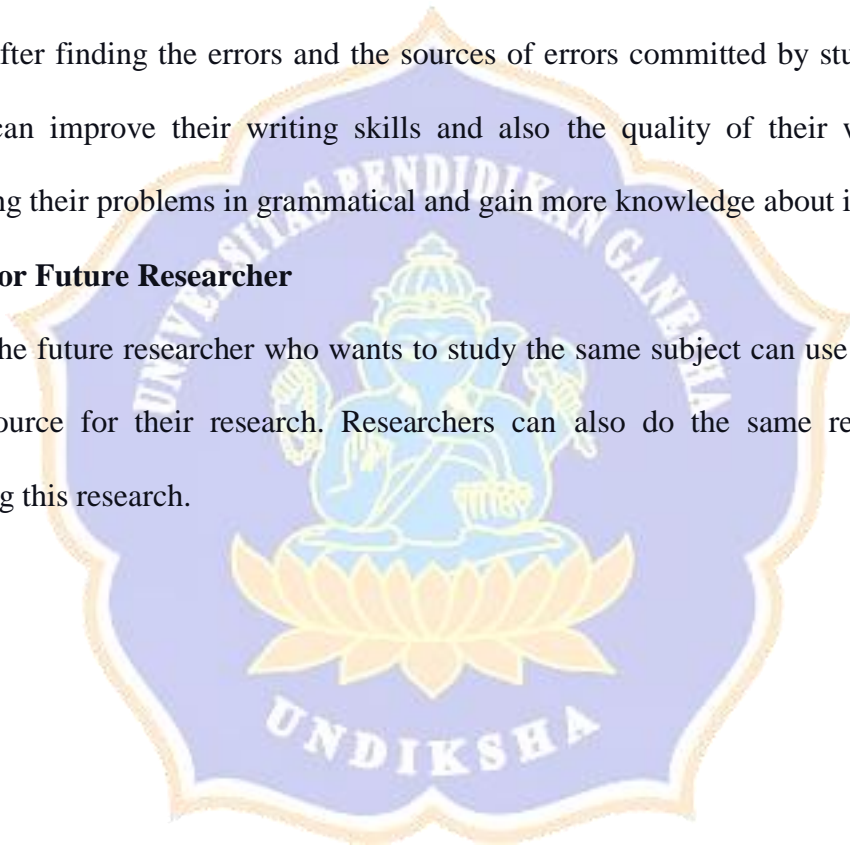 fter finding the errors and the sources of errors committed by stu
can improve their writing skills and also the quality of their
ng their problems in grammatical and gain more knowledge about i
or Future Researcher
he future researcher who wants to study the same subject can use
ource for their research. Researchers can also do the same re
g this research.
UNIVERSITAS PENDIDIKAN GANESHA
UNDIKSHA